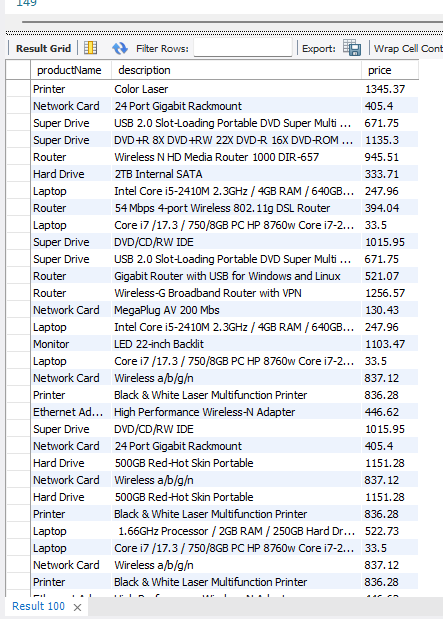 149
Result Grid Filter Rows: Export: Wrap Cell Cont
productName description price
Printer Color Laser 1345.37
Network Card 24 Port Gigabit Rackmount 405.4
Super Drive USB 2.0 Slot-Loading Portable DVD Super Multi ... 671.75
Super Drive DVD+R 8X DVD+RW 22X DVD-R 16X DVD-ROM ... 1135.3
Router Wireless N HD Media Router 1000 DIR-657 945.51
Hard Drive 2TB Internal SATA 333.71
Laptop Intel Core i5-2410M 2.3GHz / 4GB RAM / 640GB... 247.96
Router 54 Mbps 4-port Wireless 802.11g DSL Router 394.04
Laptop Core i7 /17.3 / 750/8GB PC HP 8760w Core i7-2... 33.5
Super Drive DVD/CD/RW IDE 1015.95
Super Drive USB 2.0 Slot-Loading Portable DVD Super Multi ... 671.75
Router Gigabit Router with USB for Windows and Linux 521.07
Router Wireless-G Broadband Router with VPN 1256.57
Network Card MegaPlug AV 200 Mbs 130.43
Laptop Intel Core i5-2410M 2.3GHz / 4GB RAM / 640GB... 247.96
Monitor LED 22-inch Backlit 1103.47
Laptop Core i7 /17.3 / 750/8GB PC HP 8760w Core i7-2... 33.5
Network Card Wireless a/b/g/n 837.12
Printer Black & White Laser Multifunction Printer 836.28
Ethernet Ad... High Performance Wireless-N Adapter 446.62
Super Drive DVD/CD/RW IDE 1015.95
Network Card 24 Port Gigabit Rackmount 405.4
Hard Drive 500GB Red-Hot Skin Portable 1151.28
Network Card Wireless a/b/g/n 837.12
Hard Drive 500GB Red-Hot Skin Portable 1151.28
Printer Black & White Laser Multifunction Printer 836.28
Laptop 1.66GHz Processor / 2GB RAM / 250GB Hard Dr... 522.73
Laptop Core i7 /17.3 / 750/8GB PC HP 8760w Core i7-2... 33.5
Network Card Wireless a/b/g/n 837.12
Printer Black & White Laser Multifunction Printer 836.28
Result 100